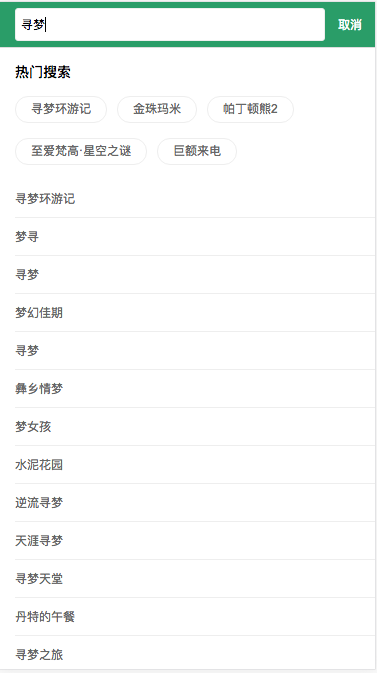 寻梦 取消
热门搜索
寻梦环游记 金珠玛米 帕丁顿熊2
至爱梵高·星空之谜 巨额来电
寻梦环游记
梦寻
寻梦
梦幻佳期
寻梦
彝乡情梦
梦女孩
水泥花园
逆流寻梦
天涯寻梦
寻梦天堂
丹特的午餐
寻梦之旅